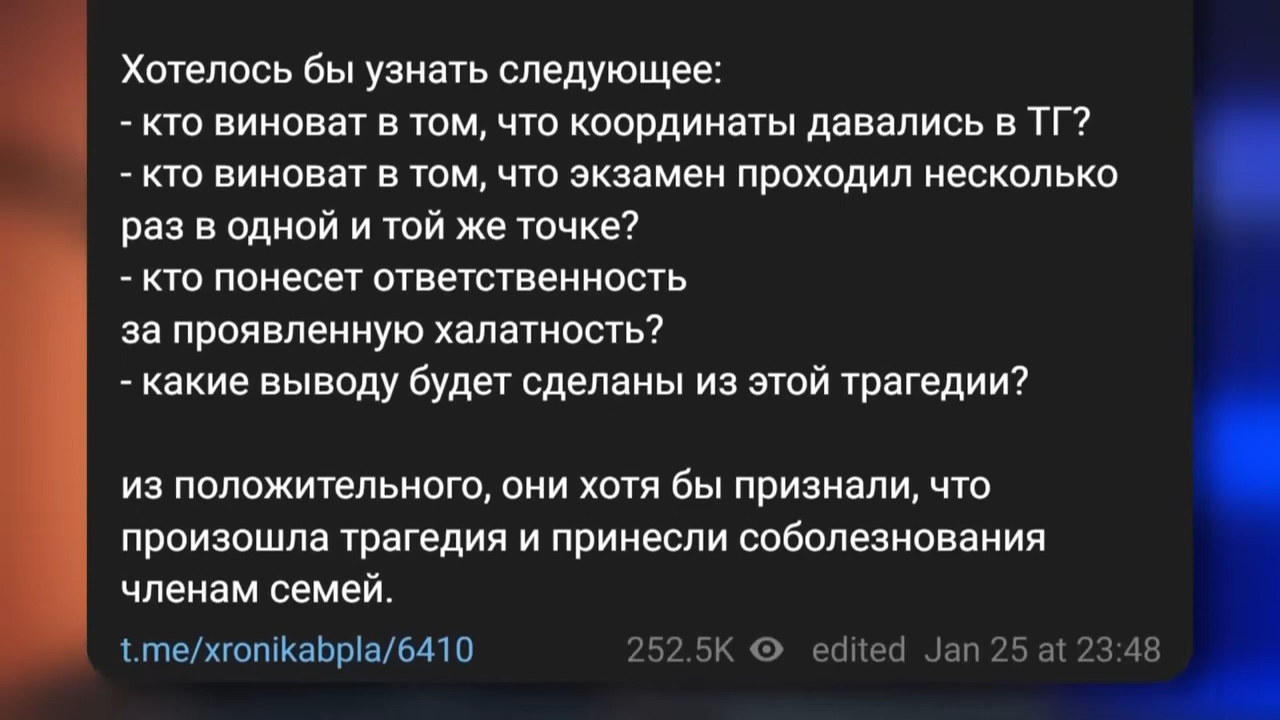 Хотелось бы узнать следующее:
- кто виноват в том, что координаты давались в ТГ?
- кто виноват в том, что экзамен проходил несколько
раз в одной и той же точке?
- кто понесет ответственность
за проявленную халатность?
- какие выводу будет сделаны из этой трагедии?
из положительного, они хотя бы признали, что
произошла трагедия и принесли соболезнования
членам семей.
t.me/xronikabpla/6410 252.5K edited Jan 25 at 23:48